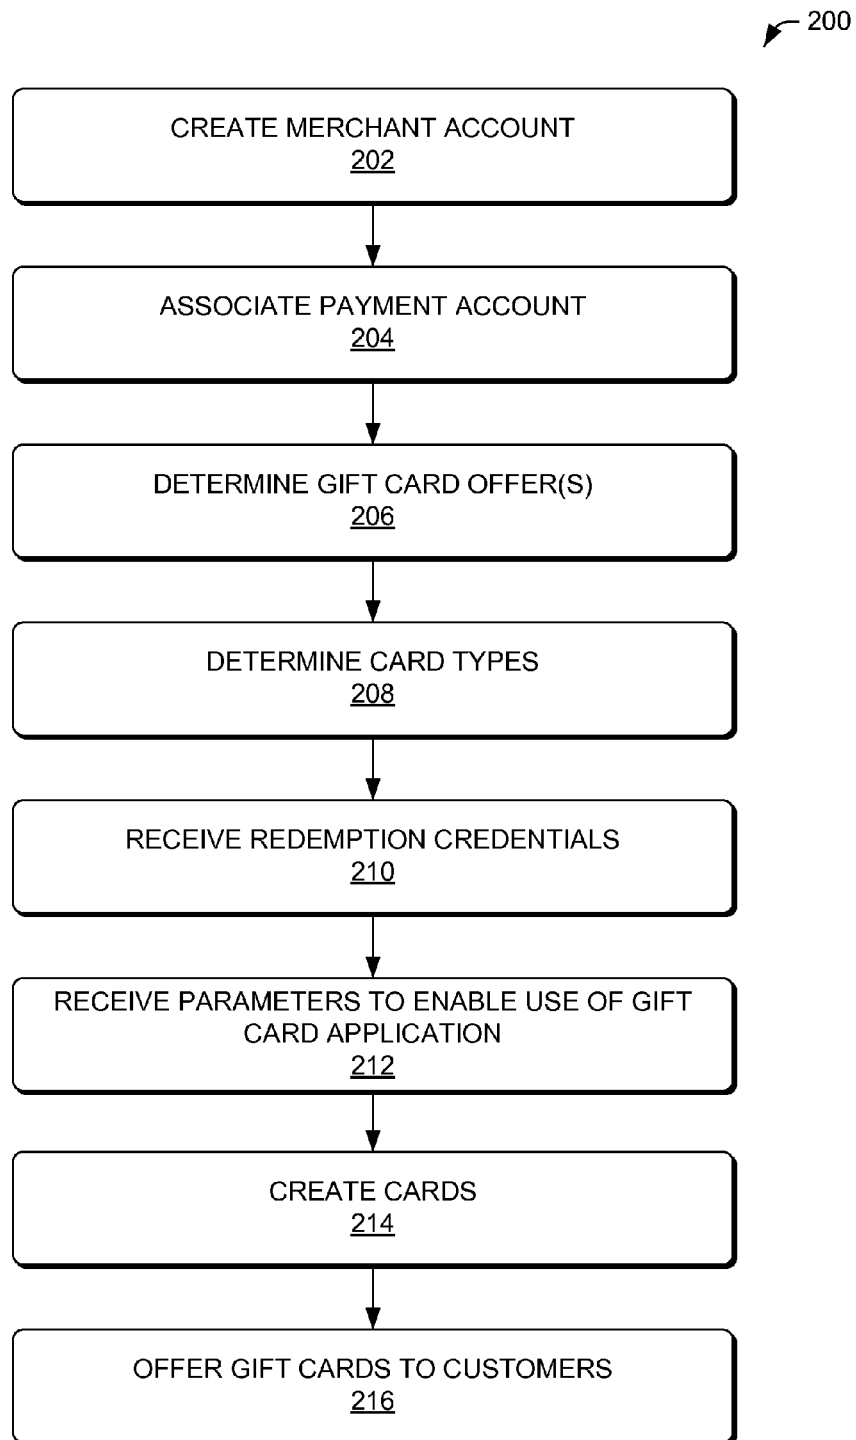 200
CREATE MERCHANT ACCOUNT
202
ASSOCIATE PAYMENT ACCOUNT
204
DETERMINE GIFT CARD OFFER(S)
206
DETERMINE CARD TYPES
208
RECEIVE REDEMPTION CREDENTIALS
210
RECEIVE PARAMETERS TO ENABLE USE OF GIFT
CARD APPLICATION
212
CREATE CARDS
214
OFFER GIFT CARDS TO CUSTOMERS
216